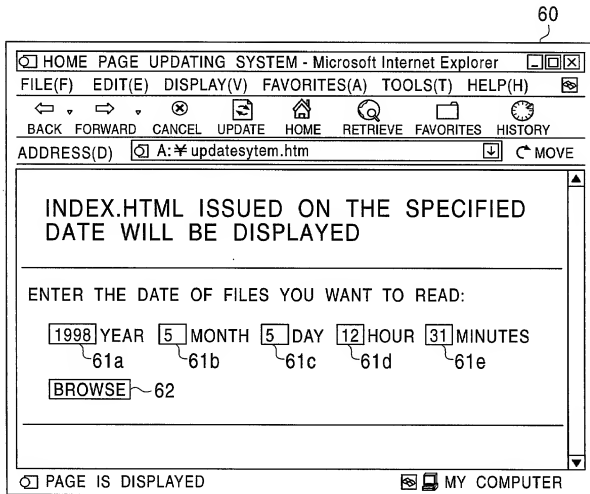 60
HOME PAGE UPDATING SYSTEM - Microsoft Internet Explorer
FILE(F) EDIT(E) DISPLAY(V) FAVORITES(A) TOOLS(T) HELP(H)
BACK FORWARD CANCEL UPDATE HOME RETRIEVE FAVORITES HISTORY
ADDRESS(D) A:¥updatesytem.htm MOVE
INDEX.HTML ISSUED ON THE SPECIFIED
DATE WILL BE DISPLAYED
ENTER THE DATE OF FILES YOU WANT TO READ:
1998 YEAR 5 MONTH 5 DAY 12 HOUR 31 MINUTES
61a 61b 61c 61d 61e
BROWSE 62
PAGE IS DISPLAYED MY COMPUTER